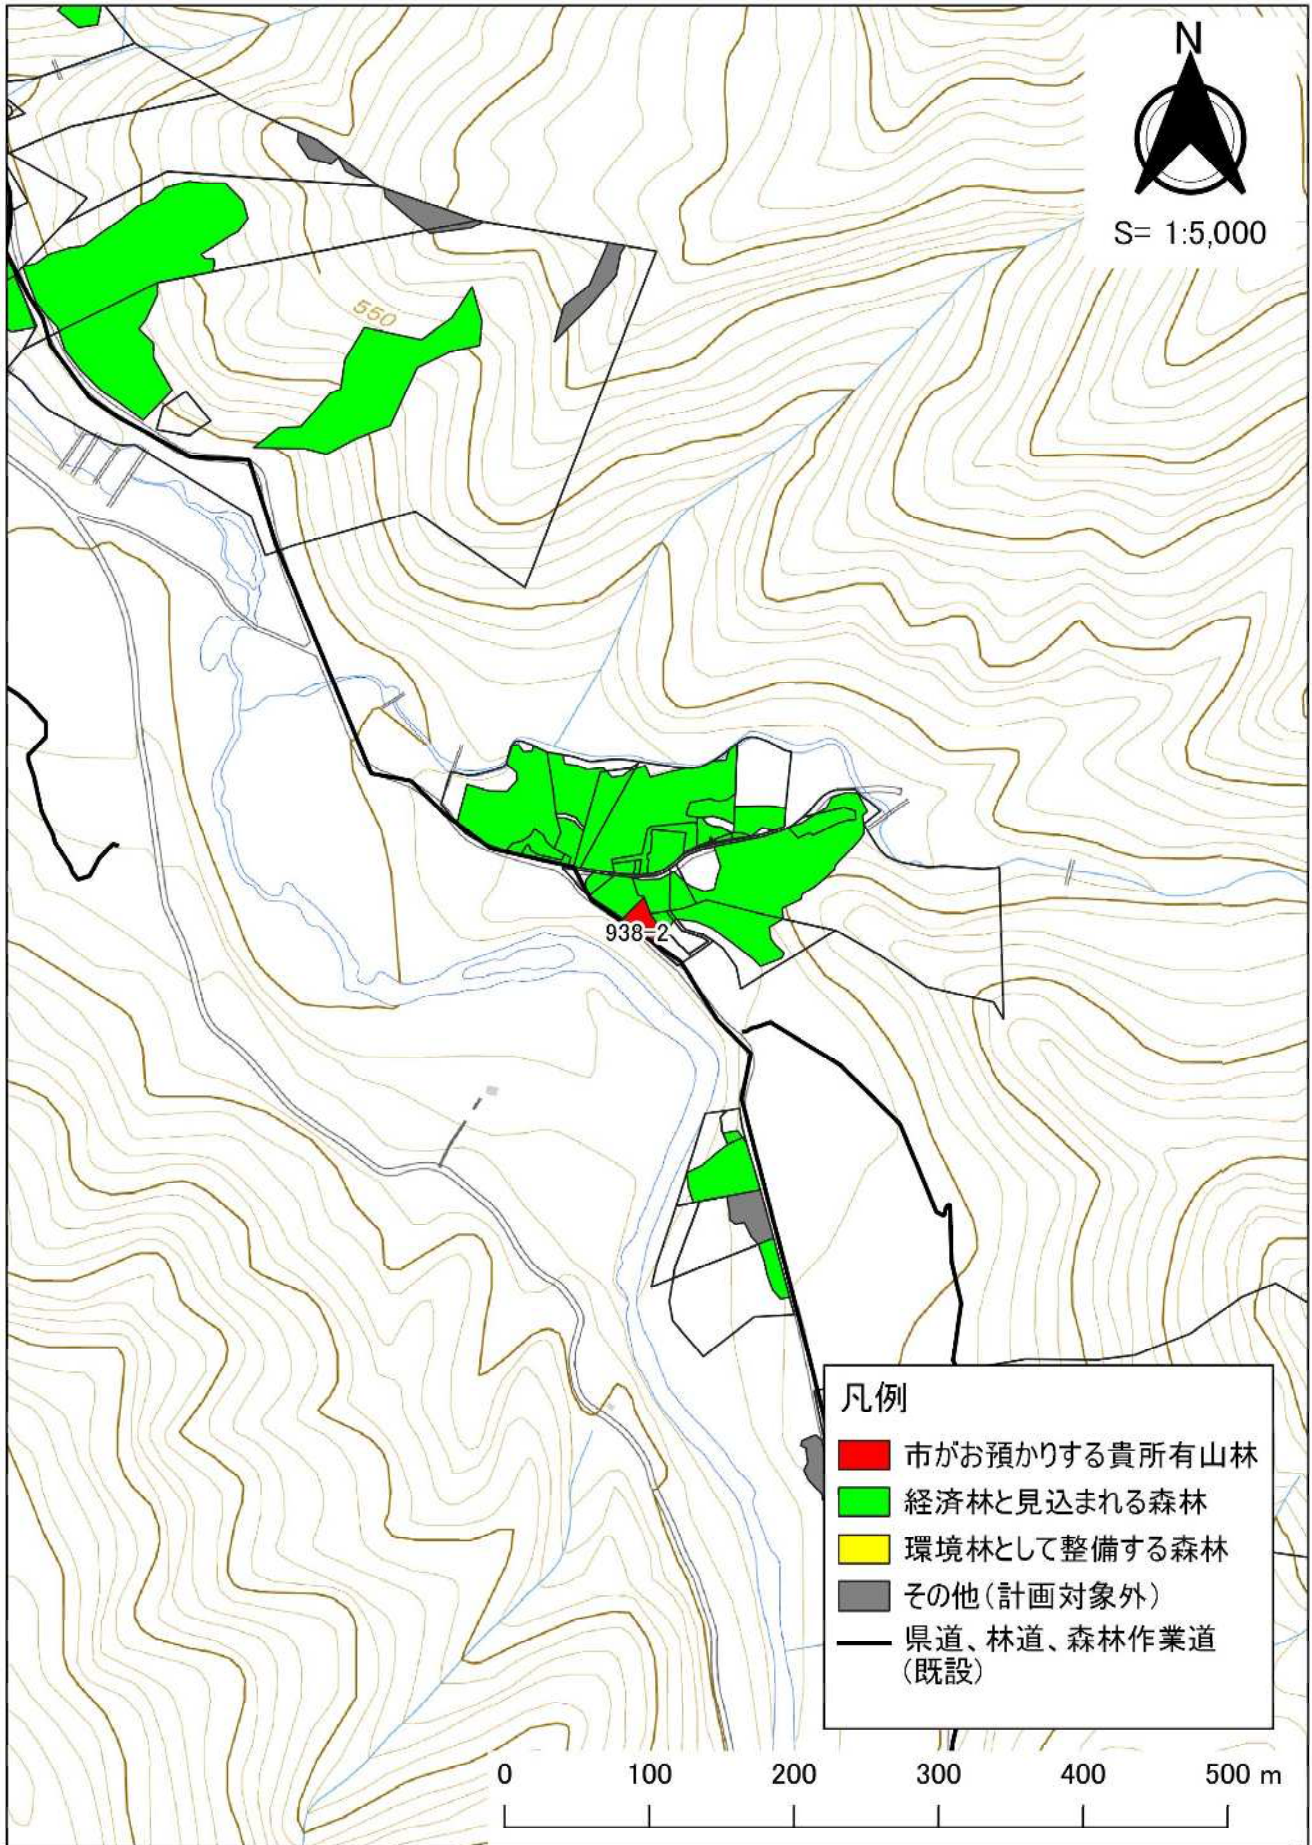 N
S= 1:5,000
550
938-2
凡例
市がお預かりする貴所有山林
経済林と見込まれる森林
環境林として整備する森林
その他(計画対象外)
県道、林道、森林作業道
(既設)
0 100 200 300 400 500 m